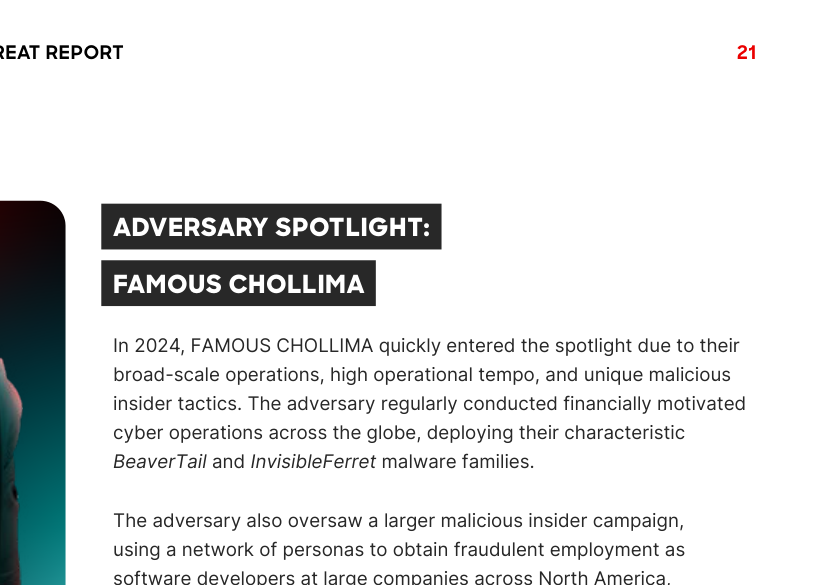 REAT REPORT
21
ADVERSARY SPOTLIGHT:
FAMOUS CHOLLIMA
In 2024, FAMOUS CHOLLIMA quickly entered the spotlight due to their
broad-scale operations, high operational tempo, and unique malicious
insider tactics. The adversary regularly conducted financially motivated
cyber operations across the globe, deploying their characteristic
BeaverTail and InvisibleFerret malware families.
The adversary also oversaw a larger malicious insider campaign,
using a network of personas to obtain fraudulent employment as
software developers at large companies across North America,